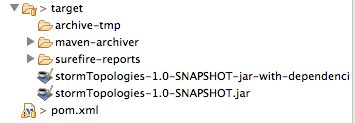 > target
archive-tmp
maven-archiver
surefire-reports
stormTopologies-1.0-SNAPSHOT-jar-with-dependenci
stormTopologies-1.0-SNAPSHOT.jar
> pom.xml